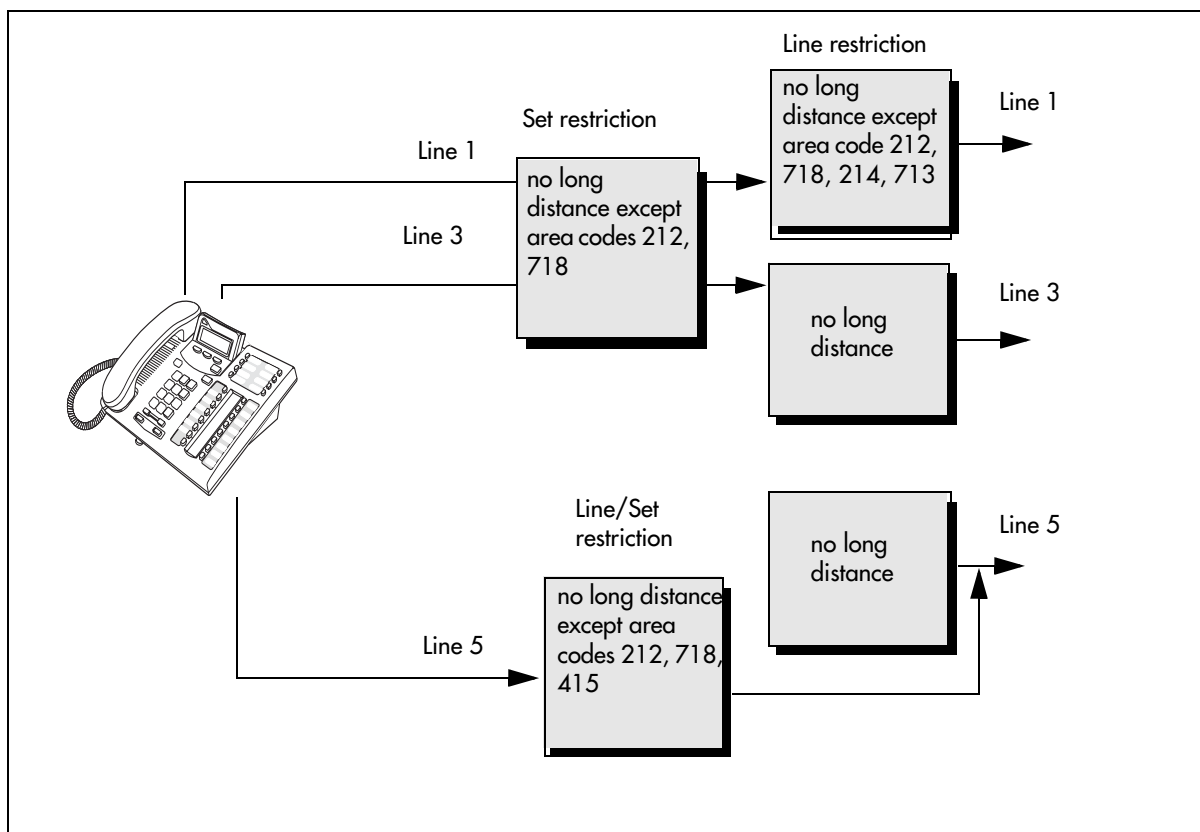 Line restriction
no long
distance except
area code 212,
718, 214, 713
Line 1
Set restriction
Line 1
no long
distance except
area codes 212,
718
Line 3
no long
distance
Line 3
Line/Set
restriction
no long distance
except area
codes 212, 718,
415
Line 5
no long
distance
Line 5